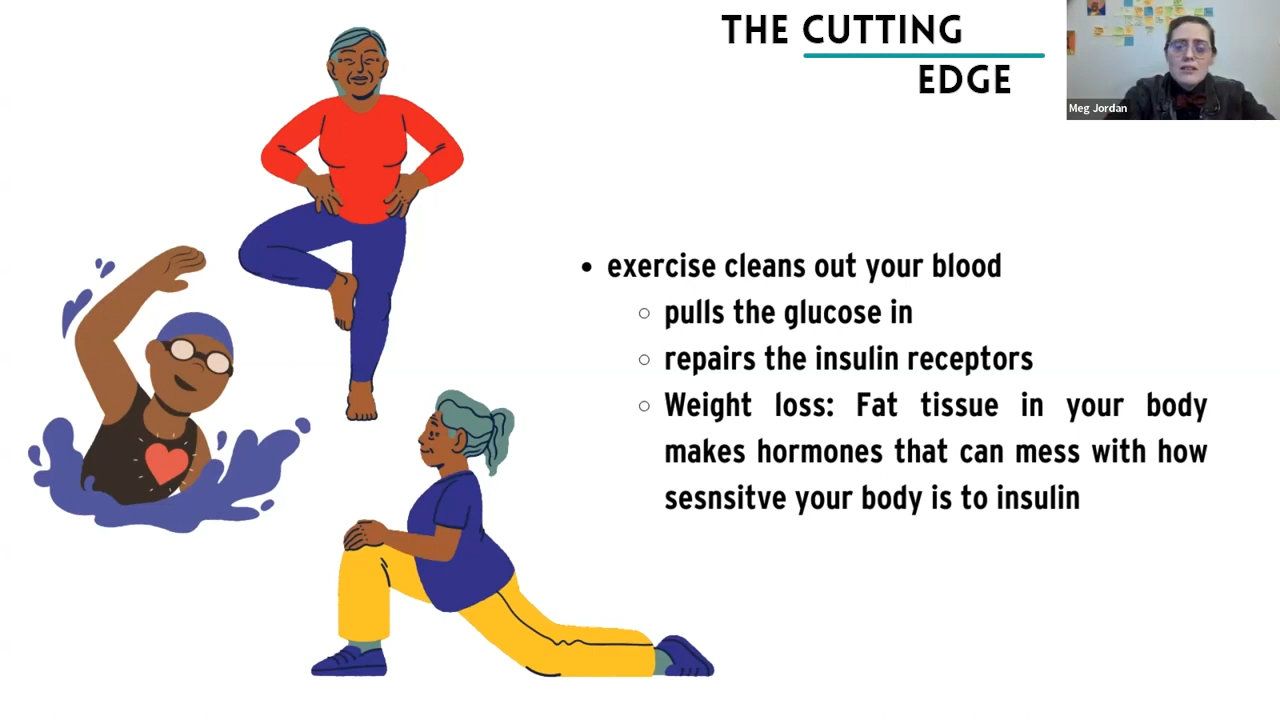 THE CUTTING
EDGE
Meg Jordan
exercise cleans out your blood
pulls the glucose in
repairs the insulin receptors
Weight loss: Fat tissue in your body
makes hormones that can mess with how
sesnsitve your body is to insulin